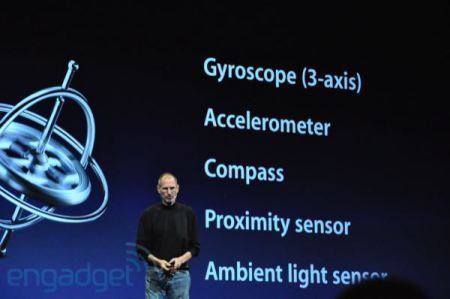 Gyroscope (3-axis)
Accelerometer
Compass
Proximity sensor
Ambient light sensor
engadget